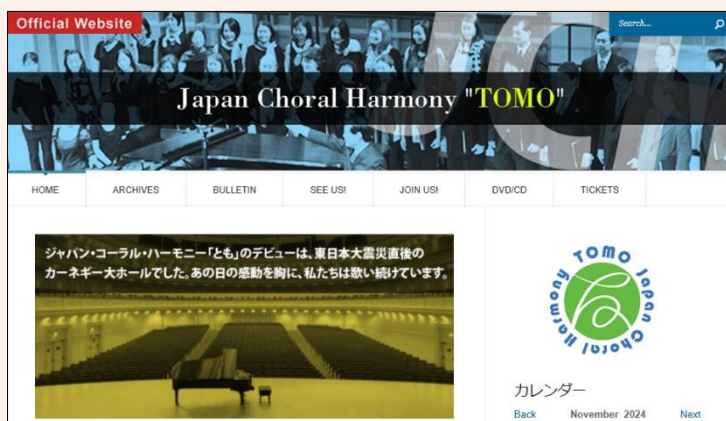 Official Website
Search...
Japan Choral Harmony "TOMO"
HOME
ARCHIVES
BULLETIN
SEE US!
JOIN US!
DVD/CD
TICKETS
ジャパン・コーラル・ハーモニー「とも」のデビューは、東日本大震災直後の
カーネギー大ホールでした。あの日の感動を胸に、私たちは歌い続けています。
TOMO Japan Choral Harmony
カレンダー
Back
November 2024
Next